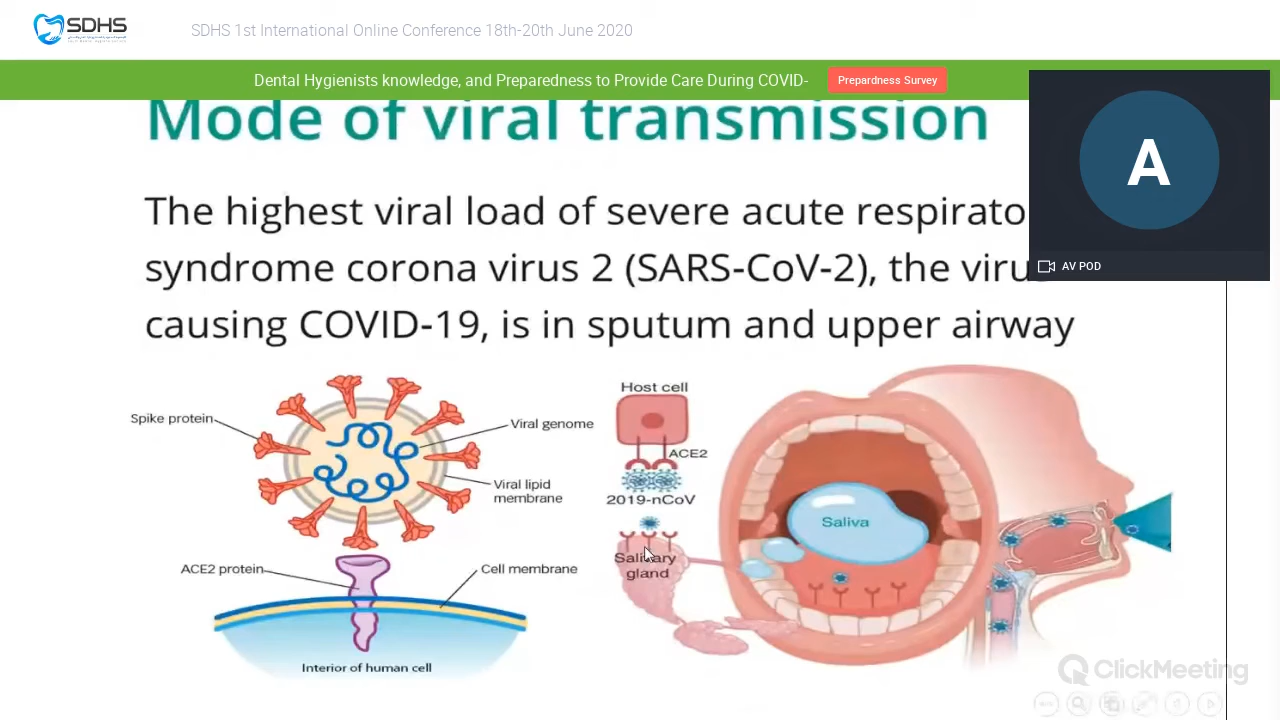 SDHS
SDHS 1st International Online Conference 18th-20th June 2020
Dental Hygienists knowledge, and Preparedness to Provide Care During COVID-
Prepardness Survey
Mode of viral transmission
A
AV POD
The highest viral load of severe acute respirato
syndrome corona virus 2 (SARS-CoV-2), the viru
causing COVID-19, is in sputum and upper airway
Spike protein
Viral genome
Viral lipid
membrane
ACE2 protein
Cell membrane
Interior of human cell
Host cell
ACE2
2019-nCoV
Salivary
gland
Saliva
ClickMeeting